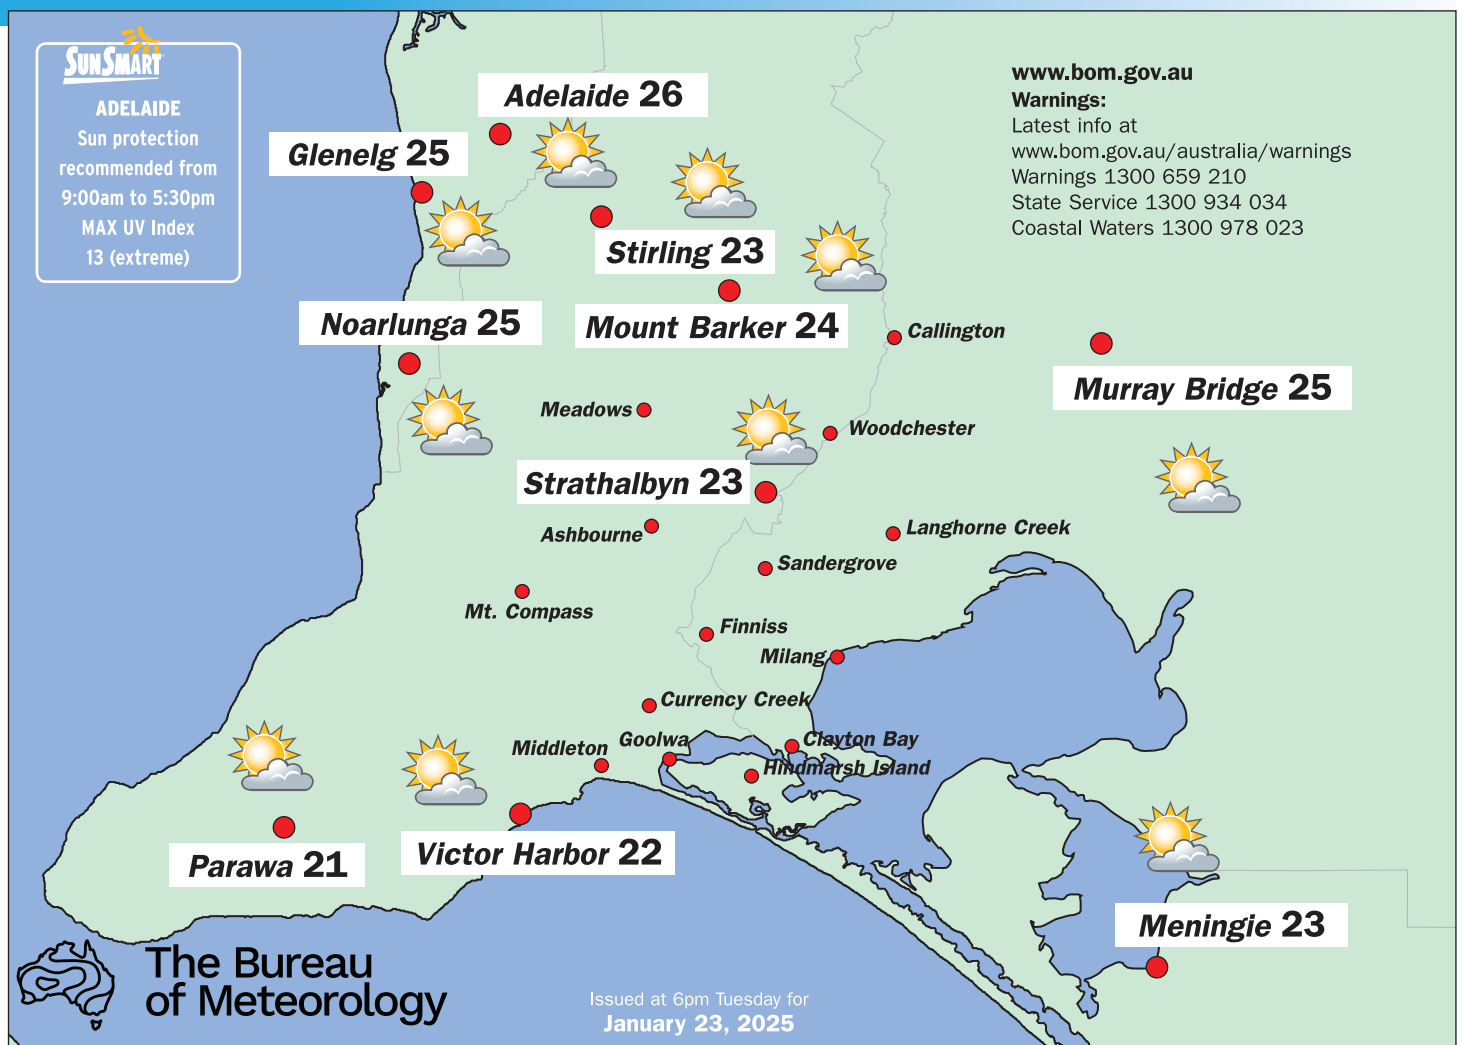 SUNSMART
ADELAIDE
Sun protection
recommended from
9:00am to 5:30pm
MAX UV Index
13 (extreme)
www.bom.gov.au
Warnings:
Latest info at
www.bom.gov.au/australia/warnings
Warnings 1300 659 210
State Service 1300 934 034
Coastal Waters 1300 978 023
Adelaide 26
Glenelg 25
Stirling 23
Noarlunga 25
Mount Barker 24
Callington
Murray Bridge 25
Meadows
Woodchester
Strathalbyn 23
Ashbourne
Langhorne Creek
Sandergrove
Mt. Compass
Finniss
Milang
Currency Creek
Goolwa
Clayton Bay
Middleton
Hindmarsh Island
Victor Harbor 22
Parawa 21
Meningie 23
The Bureau
of Meteorology
Issued at 6pm Tuesday for
January 23, 2025